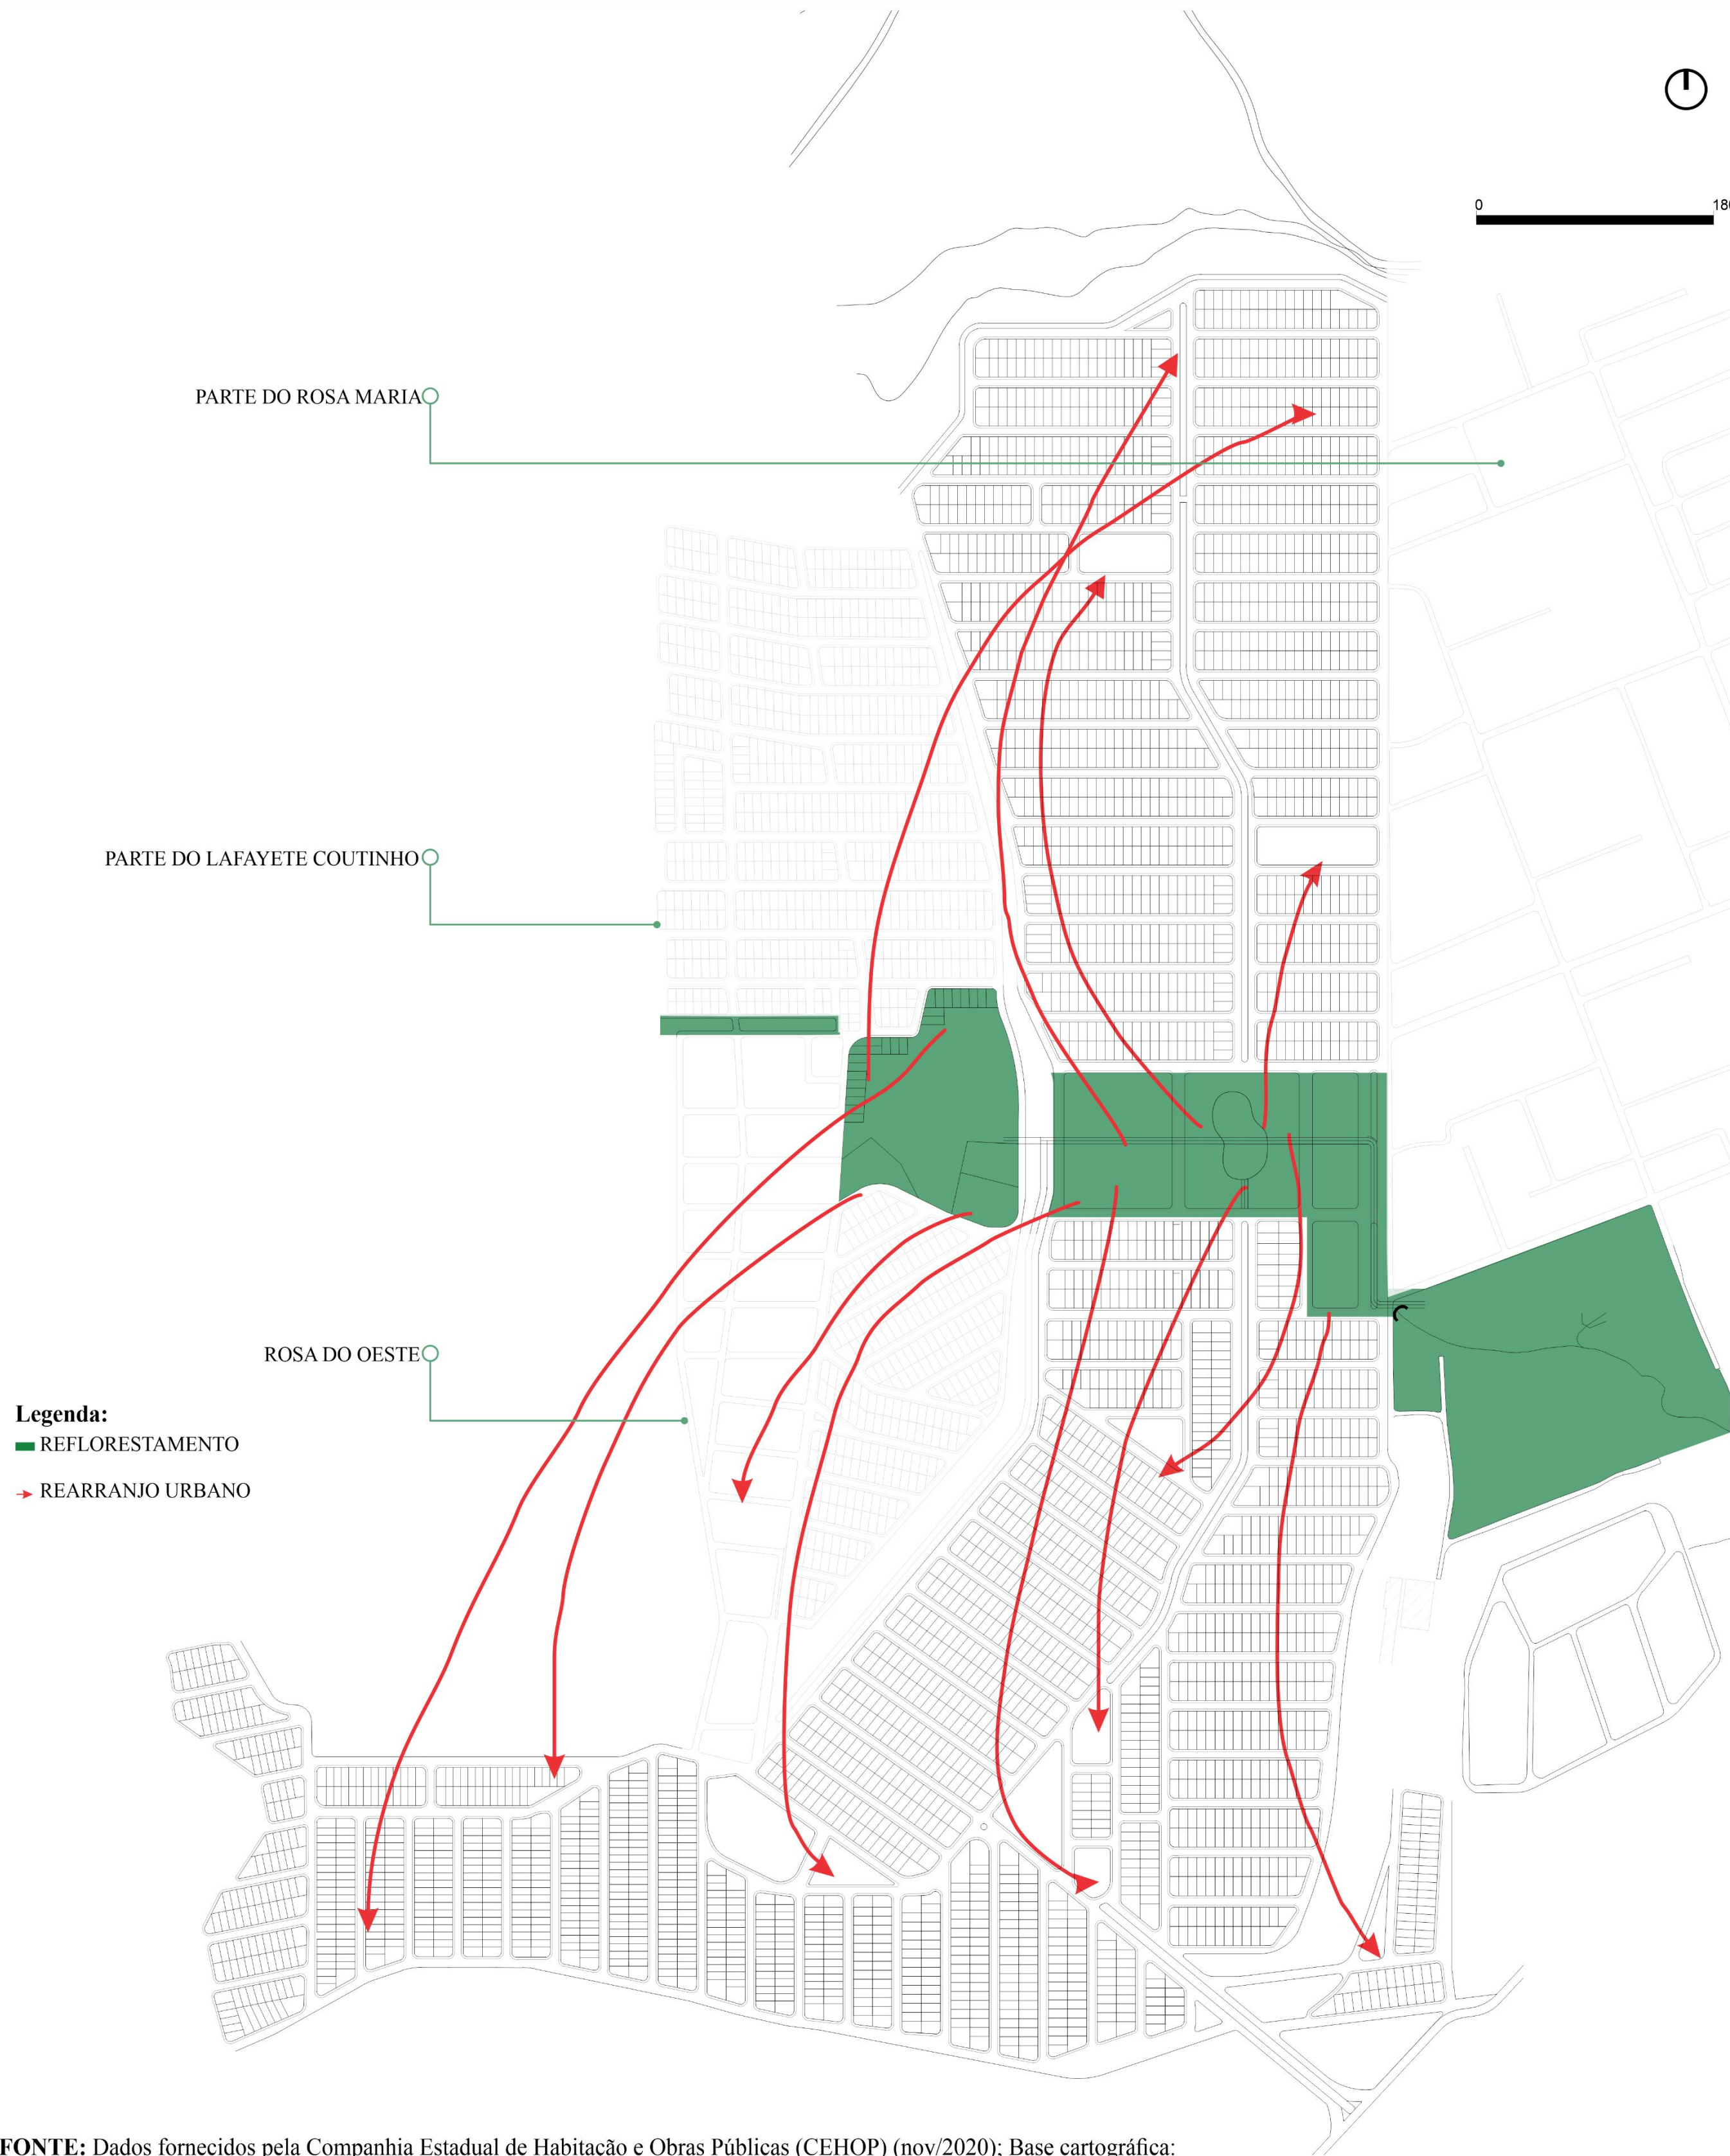 0
PARTE DO ROSA MARIA
PARTE DO LAFAYETE COUTINHO
ROSA DO OESTE
Legenda:
REFLORESTAMENTO
REARRANJO URBANO
FONTE: Dados fornecidos pela Companhia Estadual de Habitação e Obras Públicas (CEHOP) (nov/2020); Base cartográfica: